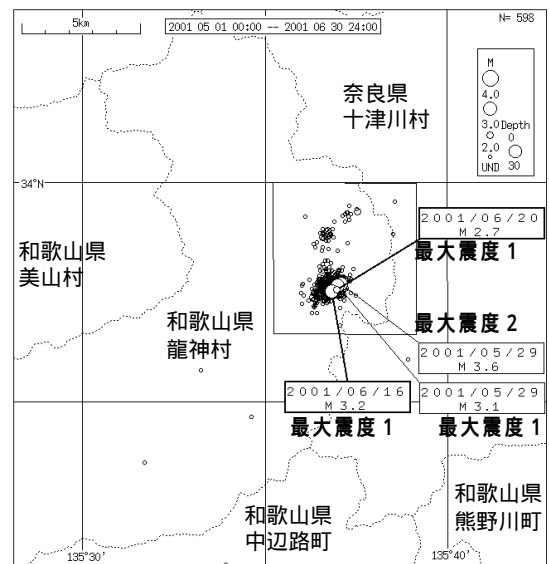 5km
2001 05 01 00:00 -- 2001 06 30 24:00
N= 598
M
4.0
3.0
2.0
UND
Depth
0
30
奈良県
十津川村
34°N
2001/06/20
M 2.7
最大震度1
和歌山県
美山村
和歌山県
龍神村
最大震度2
2001/05/29
M 3.6
2001/06/16
M 3.2
最大震度1
2001/05/29
M 3.1
最大震度1
和歌山県
中辺路町
和歌山県
熊野川町
135°30'
135°40'